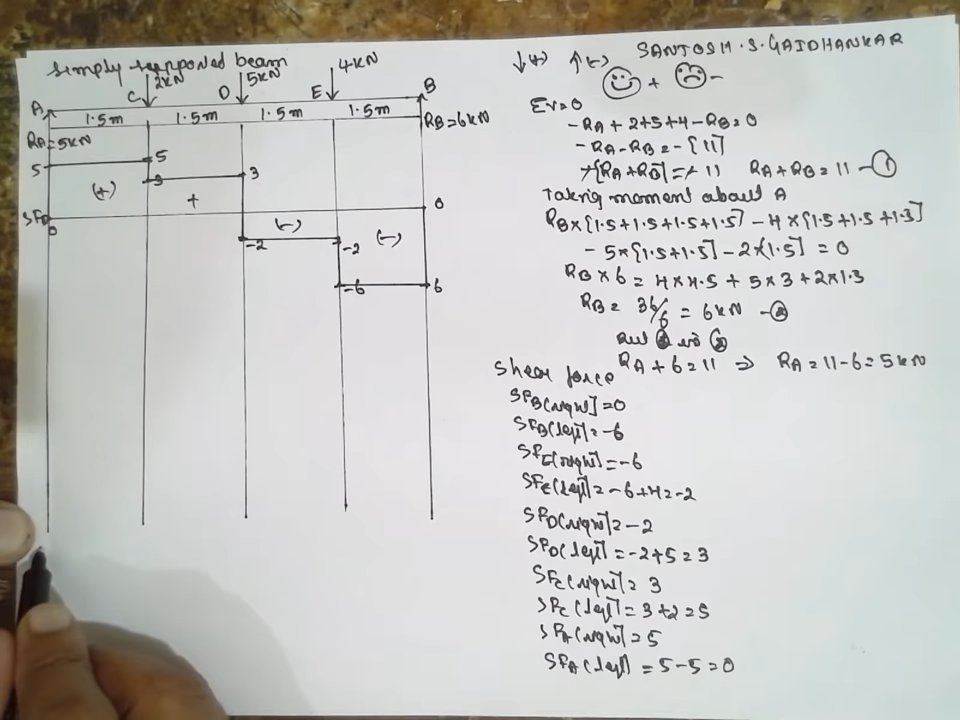 Simply supported beam
2kN
5kN
4kN
A
C
D
E
B
1.5m
1.5m
1.5m
1.5m
RA=5kN
RB=6kN
5
5
3
3
(+)
+
SFD
0
0
(-)
(-)
-2
-2
-6
6
SANTOSH.S.GAIDHANKAR
↓(+) ↑(-)
+
-
Σv=0
-RA+2+5+4-RB=0
-RA-RB=-[11]
-[RA+RB]=-11 RA+RB=11-①
Taking moment about A
RB×[1.5+1.5+1.5+1.5]-4×[1.5+1.5+1.5]
-5×[1.5+1.5]-2×[1.5]=0
RB×6=4×4.5+5×3+2×1.5
RB=36/6=6kN-②
RA+6=11⇒ RA=11-6=5kN
Shear force
SFB(right]=0
SFB(left]=-6
SFE(right]=-6
SFE(left]=-6+4=-2
SFD(right]=-2
SFD(left]=-2+5=3
SFC(right]=3
SFC(left]=3+2=5
SFA(right]=5
SFA(left]=5-5=0